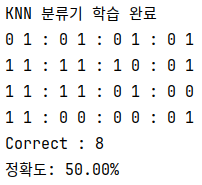 KNN 분류기 학습 완료
0 1 : 0 1 : 0 1 : 0 1
1 1 : 1 1 : 1 0 : 0 1
1 1 : 1 1 : 0 1 : 0 0
1 1 : 0 0 : 0 0 : 0 1
Correct : 8
정확도: 50.00%